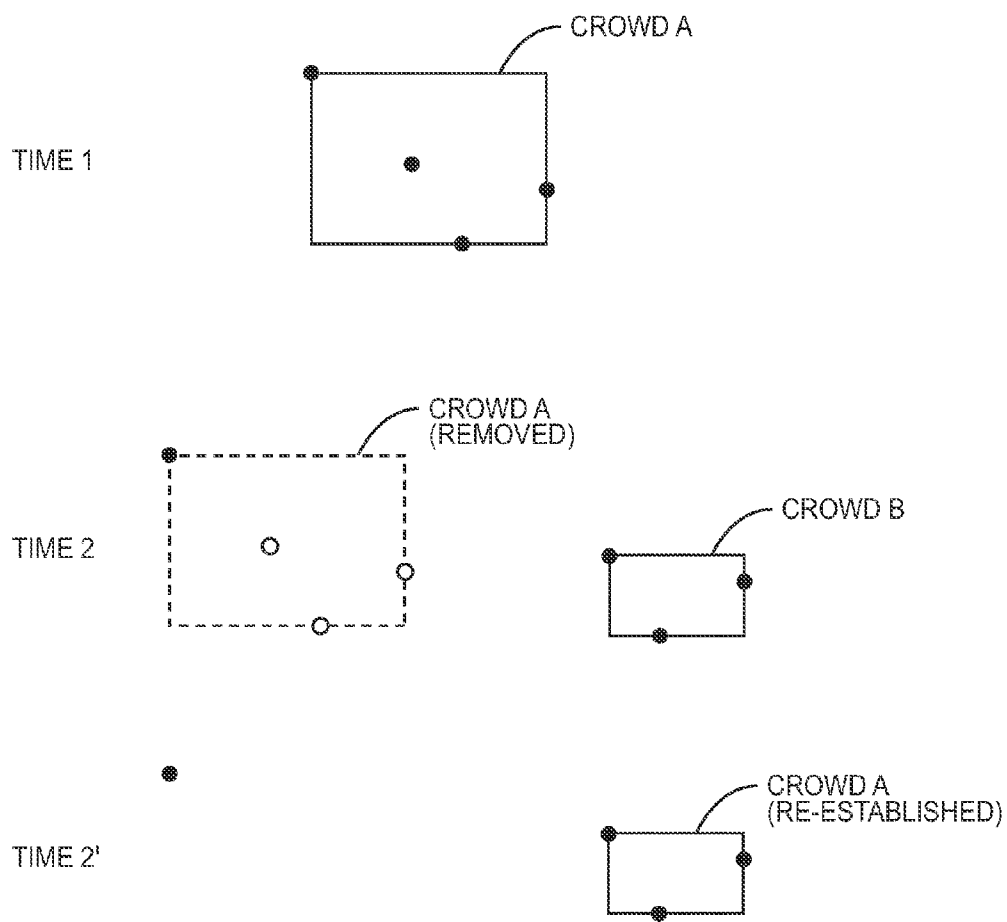 CROWD A
TIME 1
CROWD A
(REMOVED)
CROWD B
TIME 2
CROWD A
(RE-ESTABLISHED)
TIME 2'